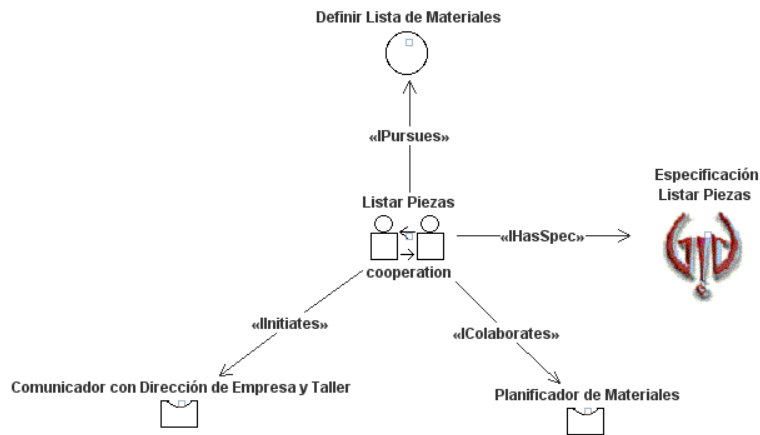 Definir Lista de Materiales
«IPursues»
Especificación
Listar Piezas
Listar Piezas
«IHasSpec»
cooperation
«IInitiates»
«IColaborates»
Comunicador con Dirección de Empresa y Taller
Planificador de Materiales